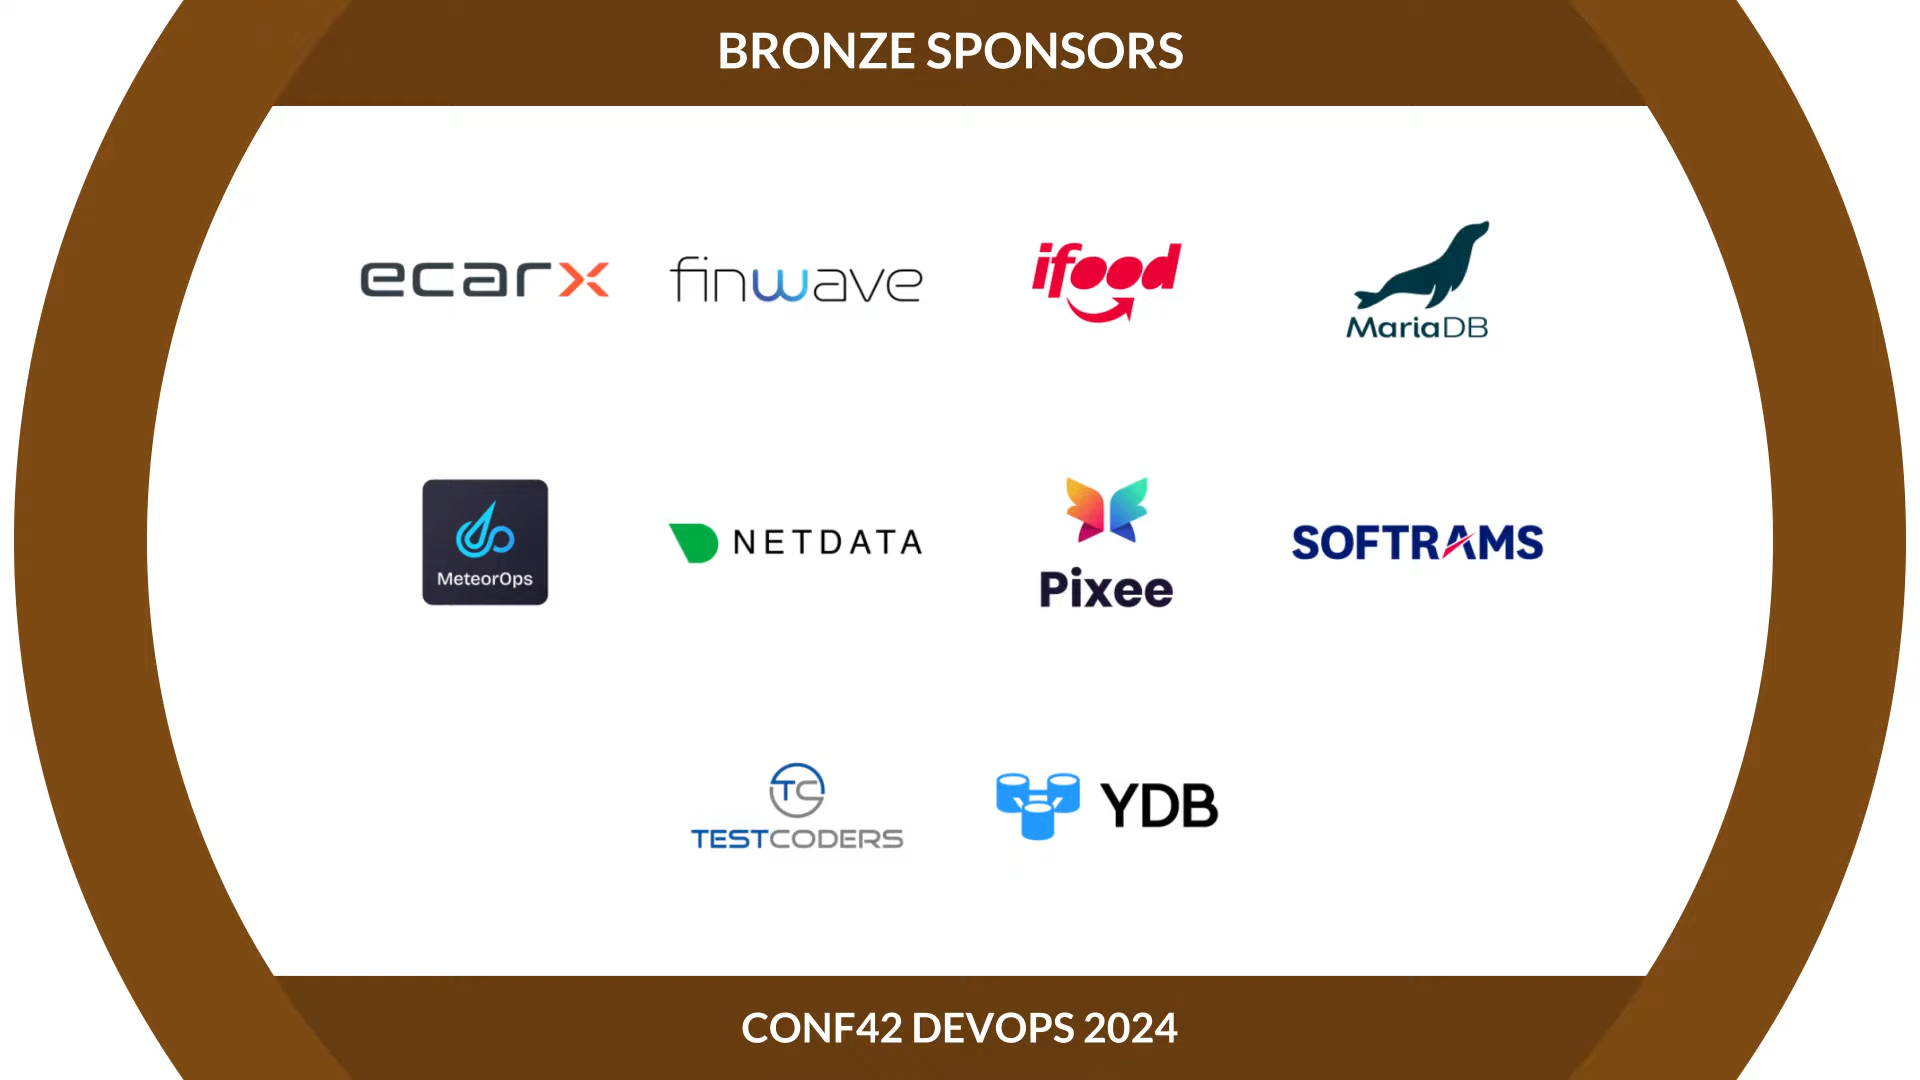 BRONZE SPONSORS
ecarx
finwave
ifood
MariaDB
MeteorOps
NETDATA
Pixee
SOFTRAMS
TC
TESTCODERS
YDB
CONF42 DEVOPS 2024